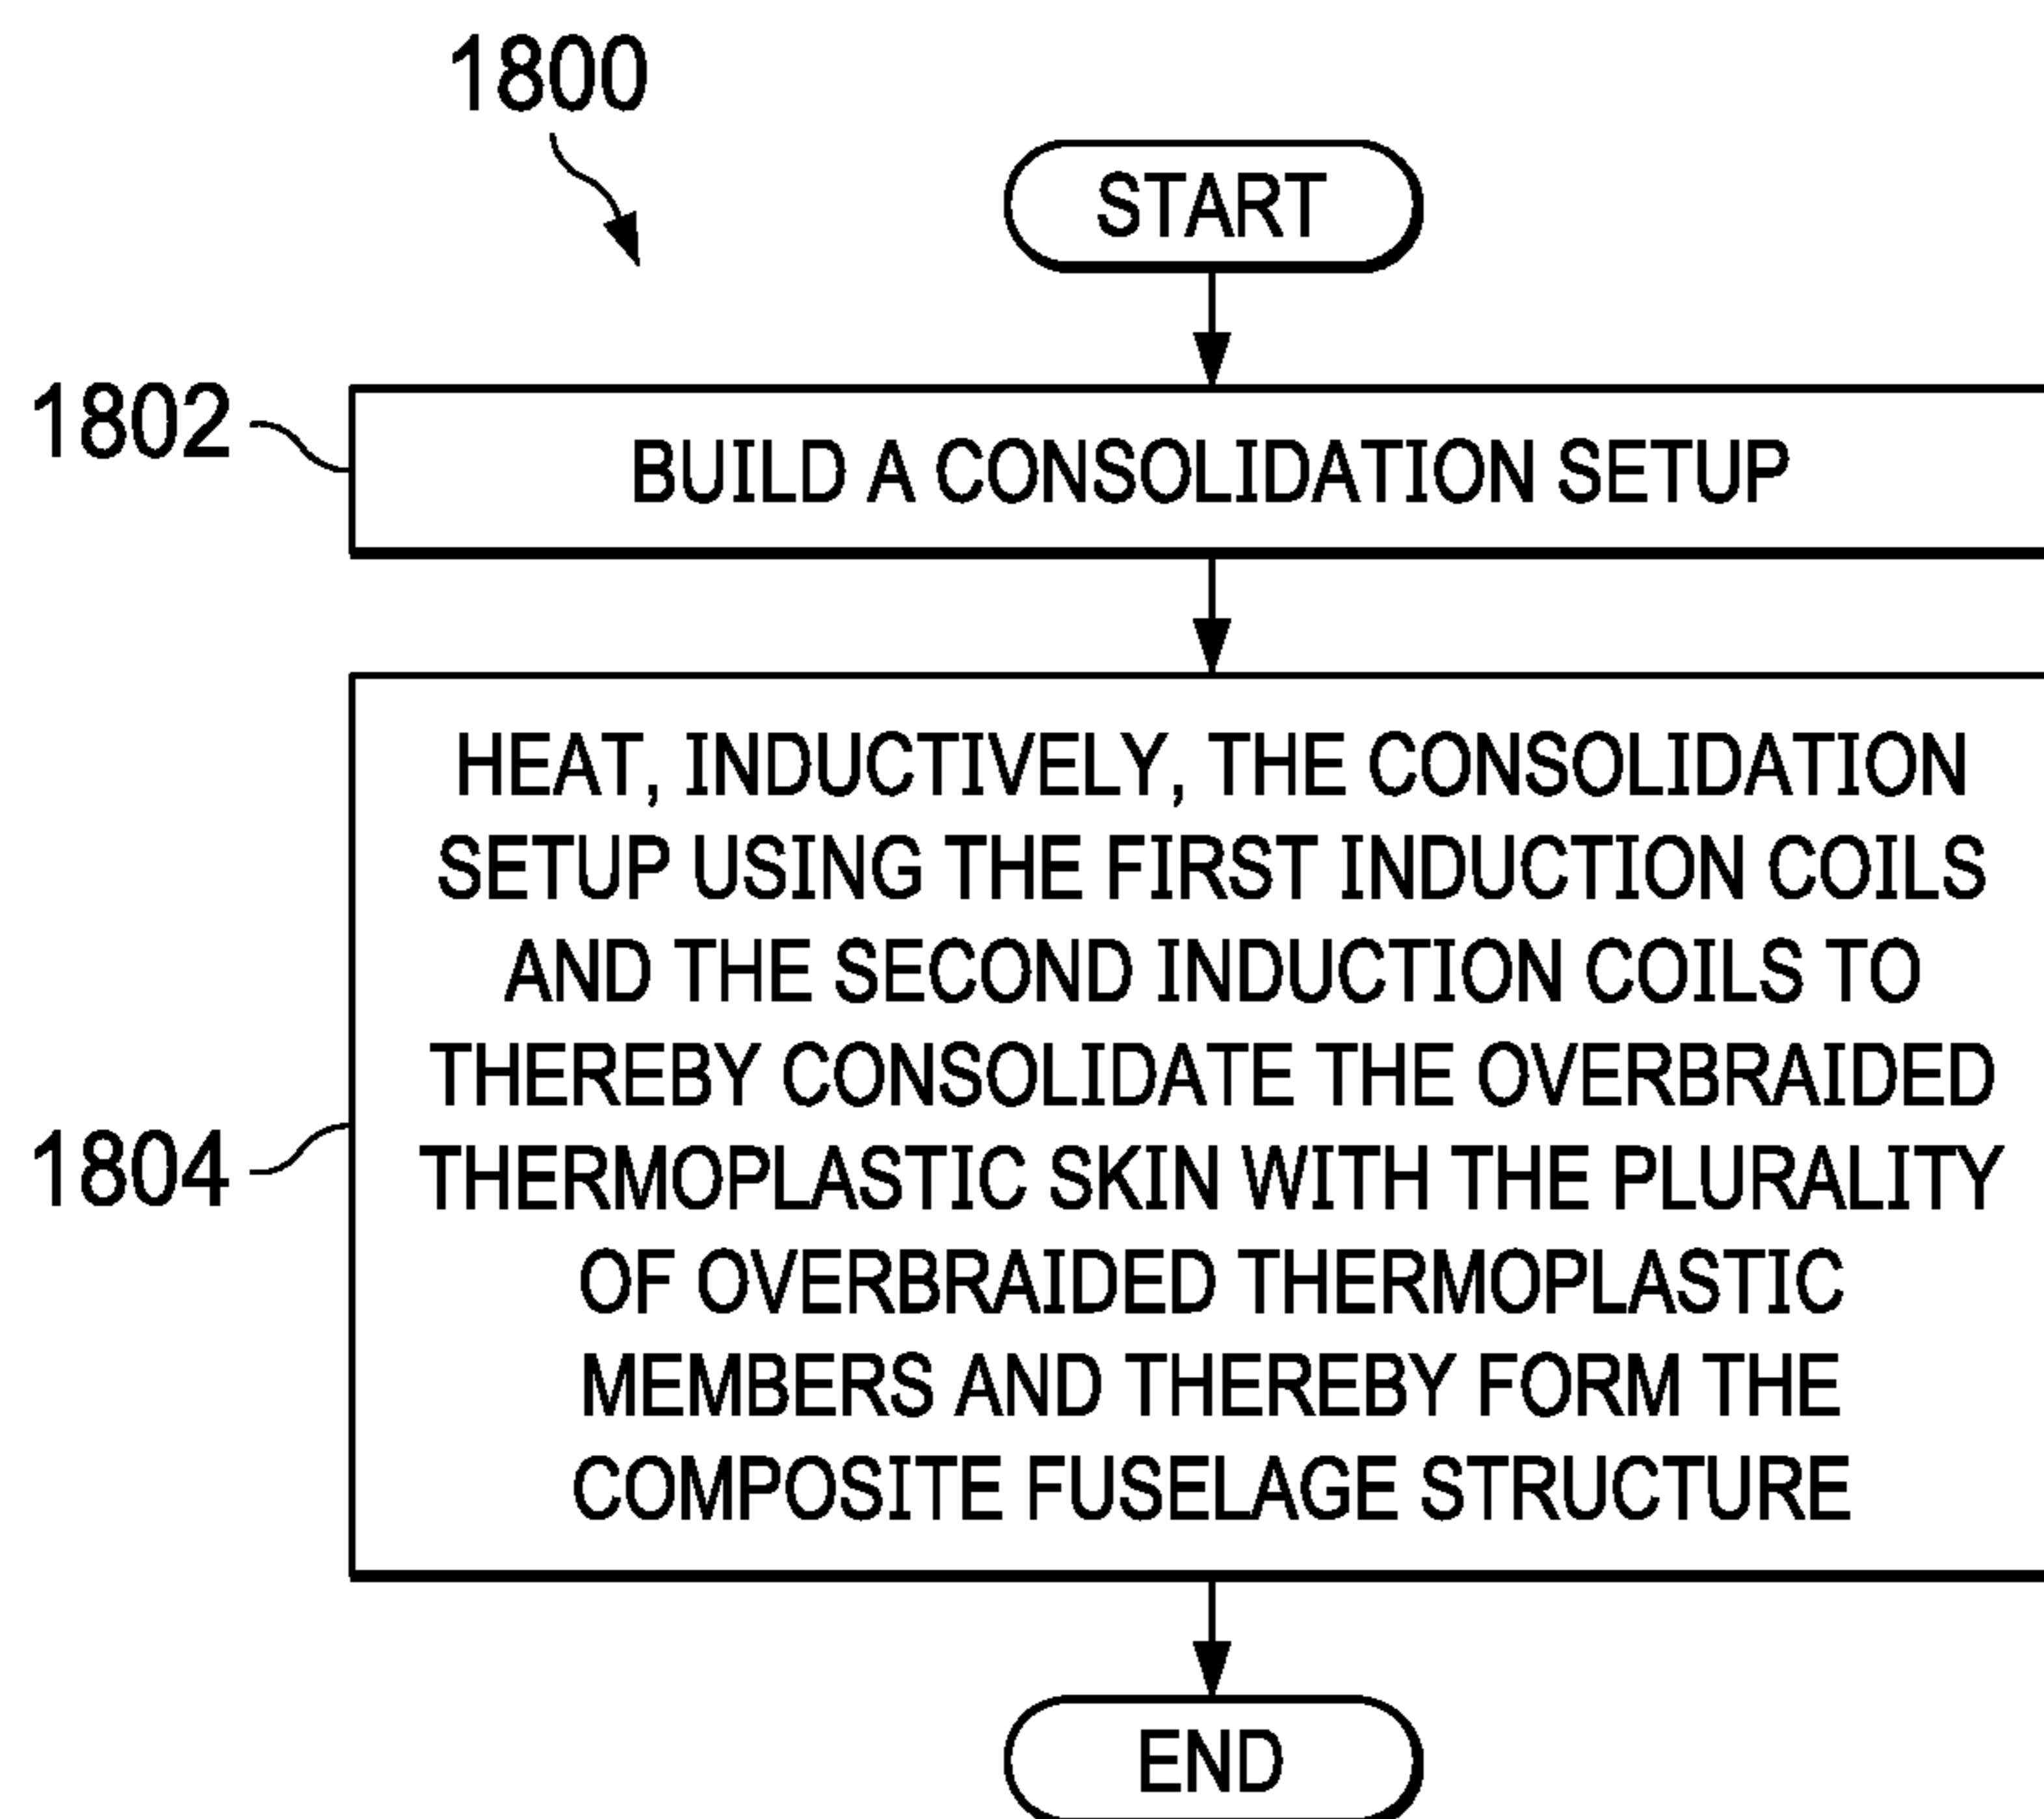 1800
START
1802
BUILD A CONSOLIDATION SETUP
HEAT, INDUCTIVELY, THE CONSOLIDATION
SETUP USING THE FIRST INDUCTION COILS
AND THE SECOND INDUCTION COILS TO
THEREBY CONSOLIDATE THE OVERBRAIDED
1804
THERMOPLASTIC SKIN WITH THE PLURALITY
OF OVERBRAIDED THERMOPLASTIC
MEMBERS AND THEREBY FORM THE
COMPOSITE FUSELAGE STRUCTURE
END